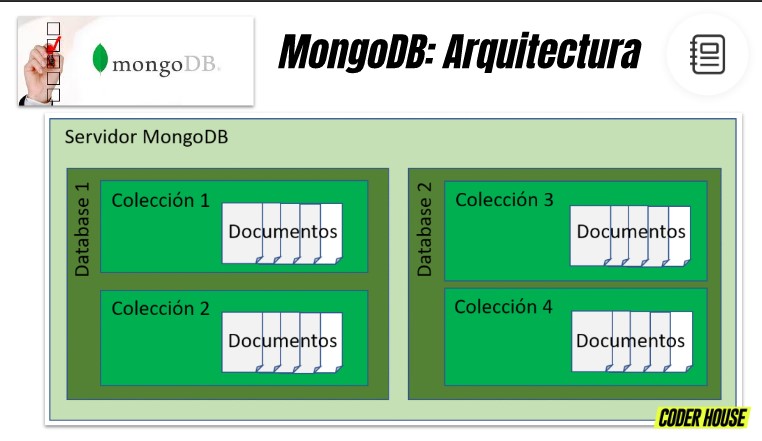 mongoDB.
MongoDB: Arquitectura
Servidor MongoDB
Database 1
Colección 1
Documentos
Colección 2
Documentos
Database 2
Colección 3
Documentos
Colección 4
Documentos
CODER HOUSE